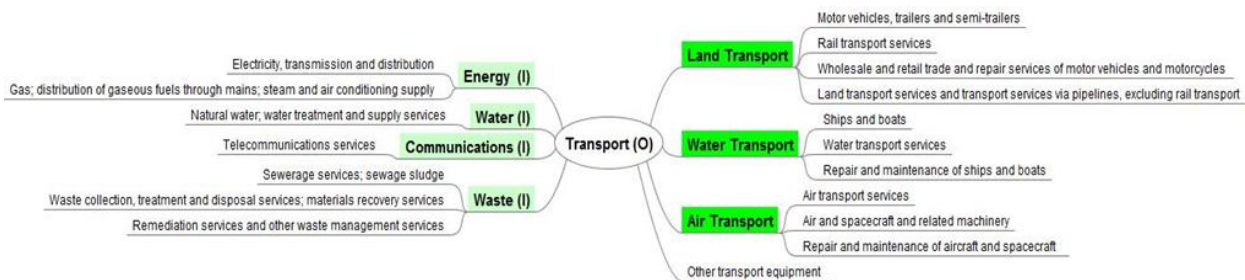 Electricity, transmission and distribution
Gas; distribution of gaseous fuels through mains; steam and air conditioning supply
Energy (I)
Natural water; water treatment and supply services
Water (I)
Telecommunications services
Communications (I)
Sewerage services; sewage sludge
Waste collection, treatment and disposal services; materials recovery services
Remediation services and other waste management services
Waste (I)
Transport (O)
Land Transport
Motor vehicles, trailers and semi-trailers
Rail transport services
Wholesale and retail trade and repair services of motor vehicles and motorcycles
Land transport services and transport services via pipelines, excluding rail transport
Water Transport
Ships and boats
Water transport services
Repair and maintenance of ships and boats
Air Transport
Air transport services
Air and spacecraft and related machinery
Repair and maintenance of aircraft and spacecraft
Other transport equipment